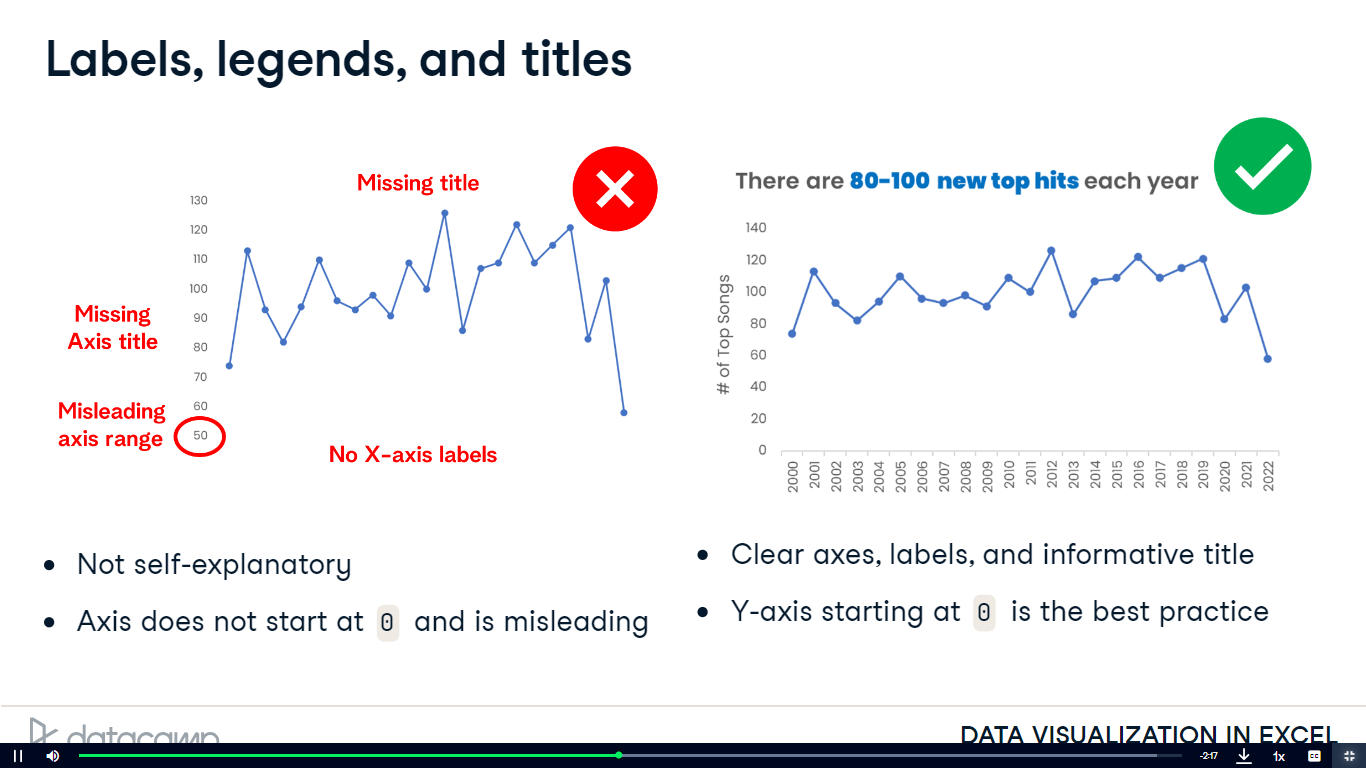 Labels, legends, and titles
Missing title
130
120
110
100
90
80
70
60
50
Missing
Axis title
Misleading
axis range
No X-axis labels
• Not self-explanatory
• Axis does not start at 0 and is misleading
There are 80-100 new top hits each year
# of Top Songs
140
120
100
80
60
40
20
0
2000 2001 2002 2003 2004 2005 2006 2007 2008 2009 2010 2011 2012 2013 2014 2015 2016 2017 2018 2019 2020 2021 2022
• Clear axes, labels, and informative title
• Y-axis starting at 0 is the best practice
datacamp
DATA VISUALIZATION IN EXCEL
-2:17 1x CC